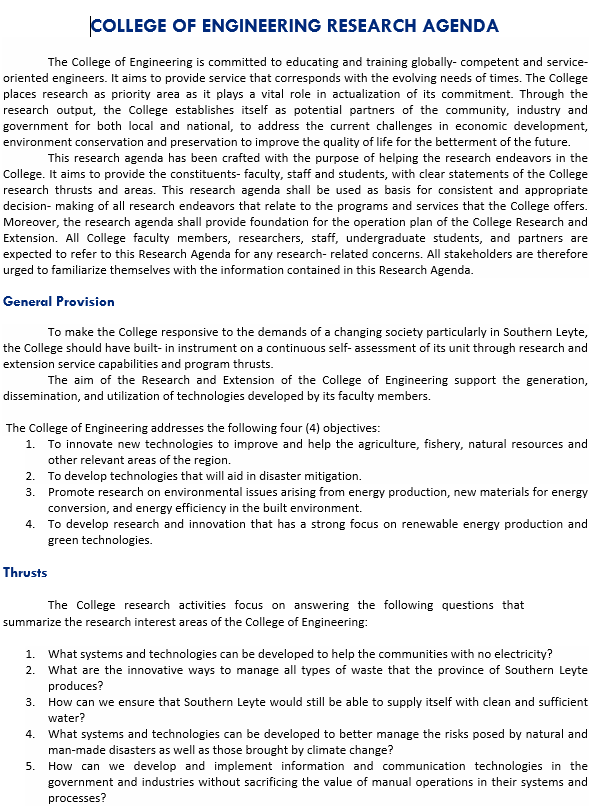 COLLEGE OF ENGINEERING RESEARCH AGENDA
The College of Engineering is committed to educating and training globally- competent and service-
oriented engineers. It aims to provide service that corresponds with the evolving needs of times. The College
places research as priority area as it plays a vital role in actualization of its commitment. Through the
research output, the College establishes itself as potential partners of the community, industry and
government for both local and national, to address the current challenges in economic development,
environment conservation and preservation to improve the quality of life for the betterment of the future.
This research agenda has been crafted with the purpose of helping the research endeavors in the
College. It aims to provide the constituents- faculty, staff and students, with clear statements of the College
research thrusts and areas. This research agenda shall be used as basis for consistent and appropriate
decision- making of all research endeavors that relate to the programs and services that the College offers.
Moreover, the research agenda shall provide foundation for the operation plan of the College Research and
Extension. All College faculty members, researchers, staff, undergraduate students, and partners are
expected to refer to this Research Agenda for any research- related concerns. All stakeholders are therefore
urged to familiarize themselves with the information contained in this Research Agenda.
General Provision
To make the College responsive to the demands of a changing society particularly in Southern Leyte,
the College should have built- in instrument on a continuous self- assessment of its unit through research and
extension service capabilities and program thrusts.
The aim of the Research and Extension of the College of Engineering support the generation,
dissemination, and utilization of technologies developed by its faculty members.
The College of Engineering addresses the following four (4) objectives:
1. To innovate new technologies to improve and help the agriculture, fishery, natural resources and
other relevant areas of the region.
2. To develop technologies that will aid in disaster mitigation.
3. Promote research on environmental issues arising from energy production, new materials for energy
conversion, and energy efficiency in the built environment.
4. To develop research and innovation that has a strong focus on renewable energy production and
green technologies.
Thrusts
The College research activities focus on answering the following questions that
summarize the research interest areas of the College of Engineering:
1. What systems and technologies can be developed to help the communities with no electricity?
2. What are the innovative ways to manage all types of waste that the province of Southern Leyte
produces?
3. How can we ensure that Southern Leyte would still be able to supply itself with clean and sufficient
water?
4. What systems and technologies can be developed to better manage the risks posed by natural and
man-made disasters as well as those brought by climate change?
5. How can we develop and implement information and communication technologies in the
government and industries without sacrificing the value of manual operations in their systems and
processes?